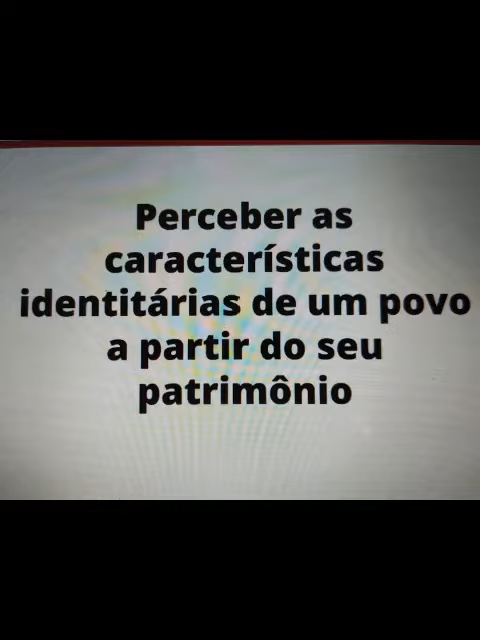 Perceber as
características
identitárias de um povo
a partir do seu
patrimônio